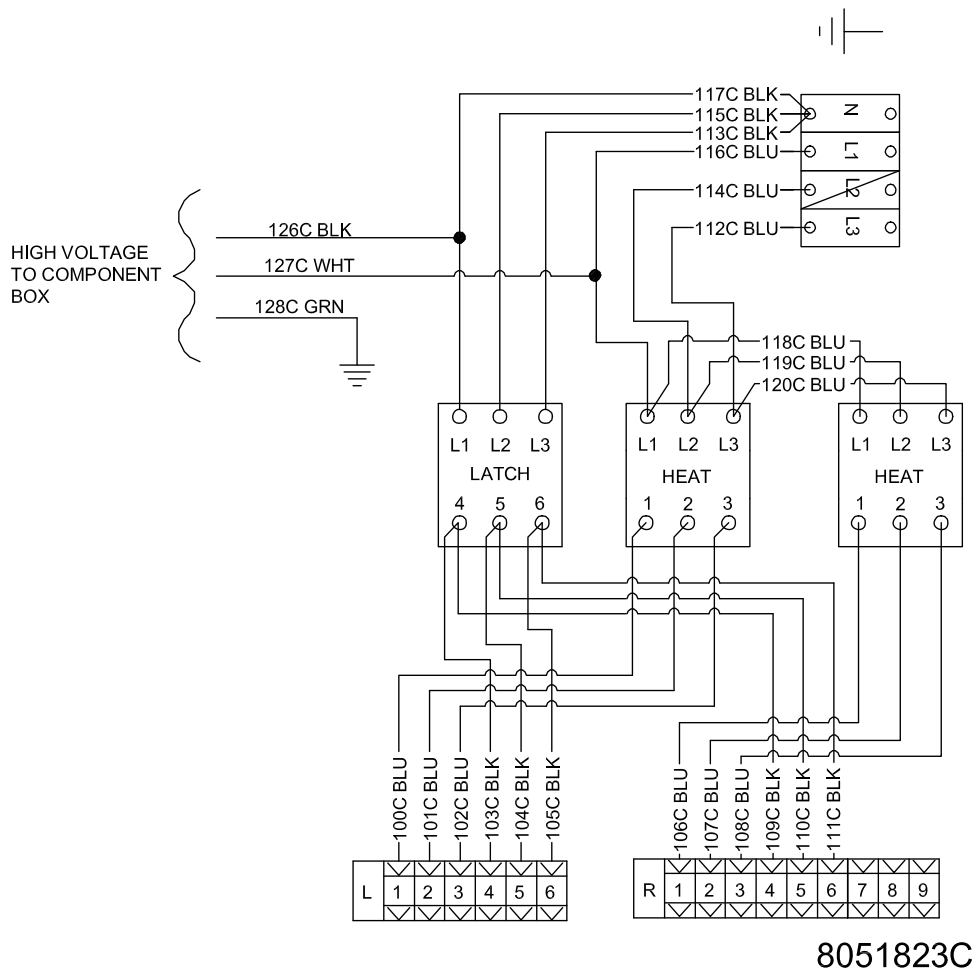 117C BLK
115C BLK
113C BLK
116C BLU
114C BLU
112C BLU
N
L1
L2
L3
HIGH VOLTAGE
TO COMPONENT
BOX
126C BLK
127C WHT
128C GRN
118C BLU
119C BLU
120C BLU
L1 L2 L3
LATCH
4 5 6
L1 L2 L3
HEAT
1 2 3
L1 L2 L3
HEAT
1 2 3
100C BLU
101C BLU
102C BLU
103C BLK
104C BLK
105C BLK
106C BLU
107C BLU
108C BLU
109C BLK
110C BLK
111C BLK
L 1 2 3 4 5 6
R 1 2 3 4 5 6 7 8 9
8051823C